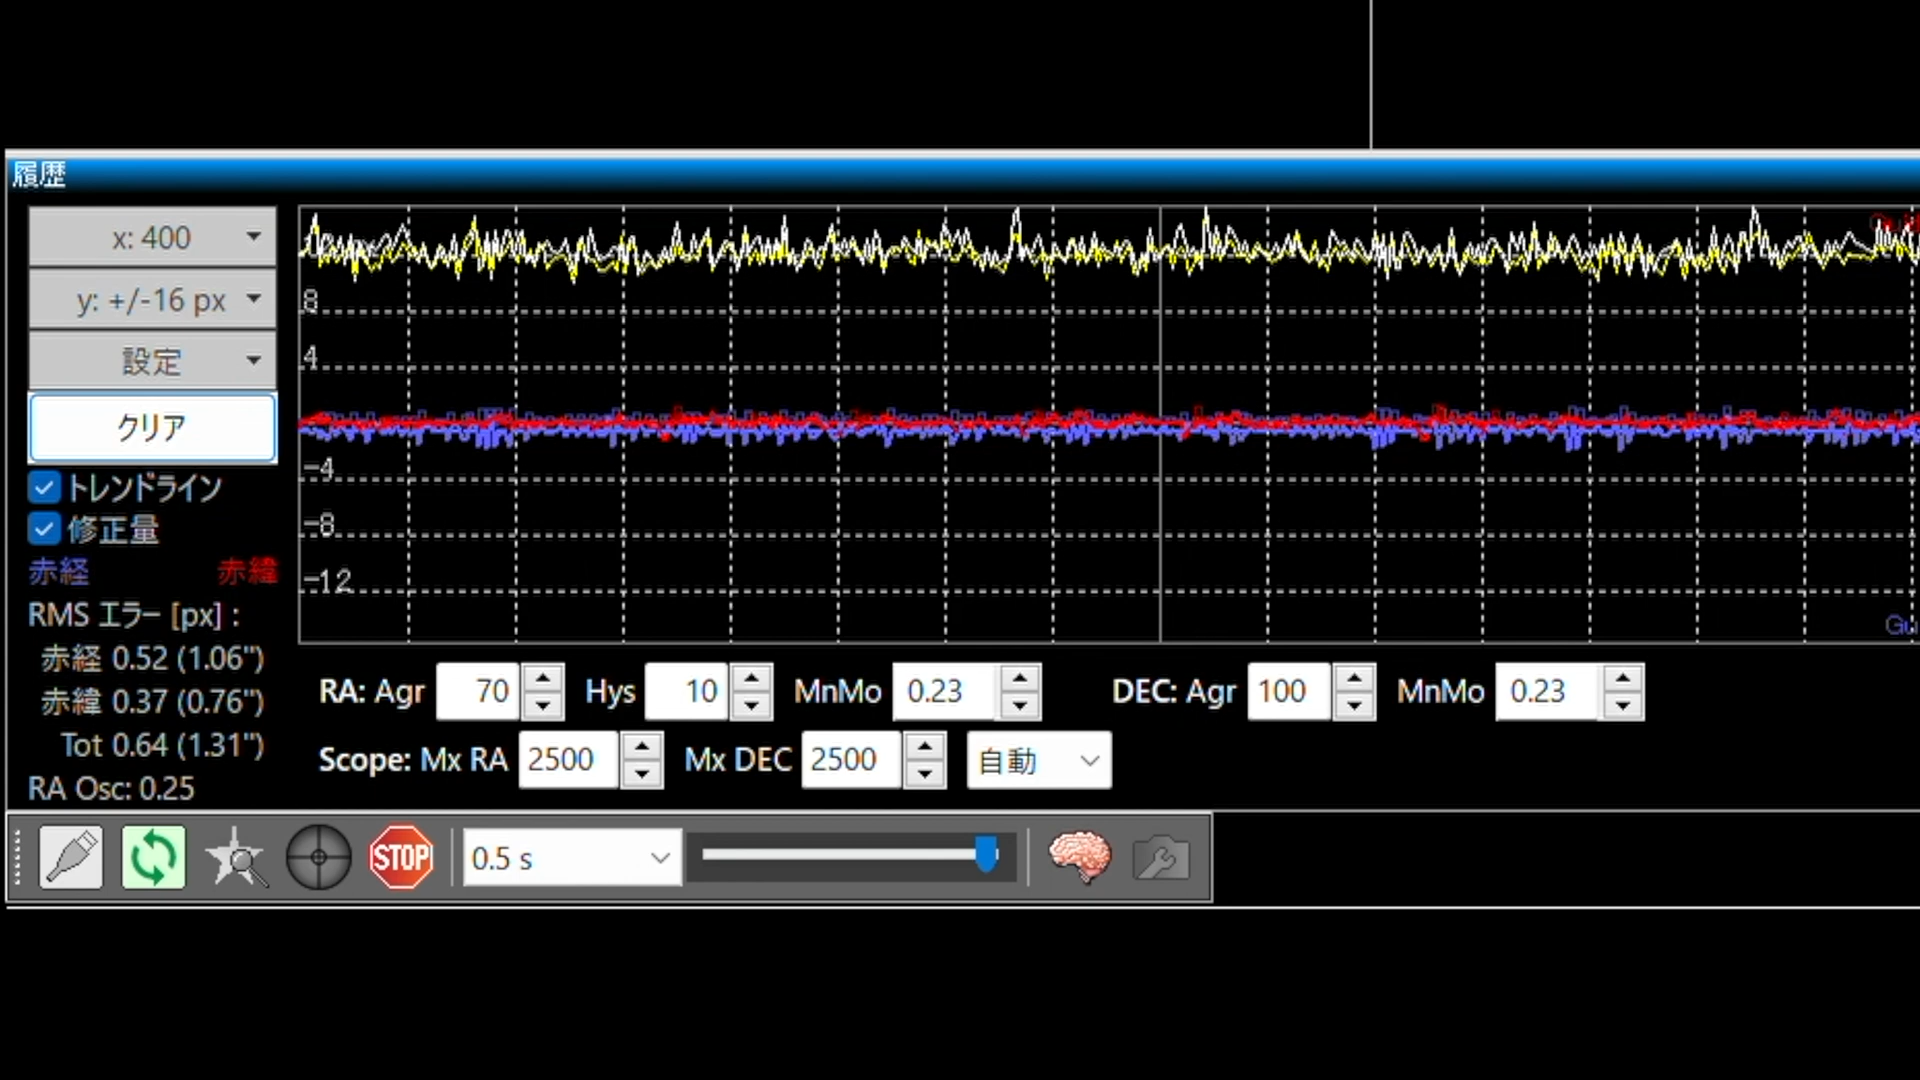 履歴
x: 400
y: +/-16 px
設定
クリア
トレンドライン
修正量
赤経 赤緯
RMS エラー [px] :
赤経 0.52 (1.06")
赤緯 0.37 (0.76")
Tot 0.64 (1.31")
RA Osc: 0.25
8
4
-4
-8
-12
Gu
RA: Agr 70 Hys 10 MnMo 0.23 DEC: Agr 100 MnMo 0.23
Scope: Mx RA 2500 Mx DEC 2500 自動
STOP 0.5 s